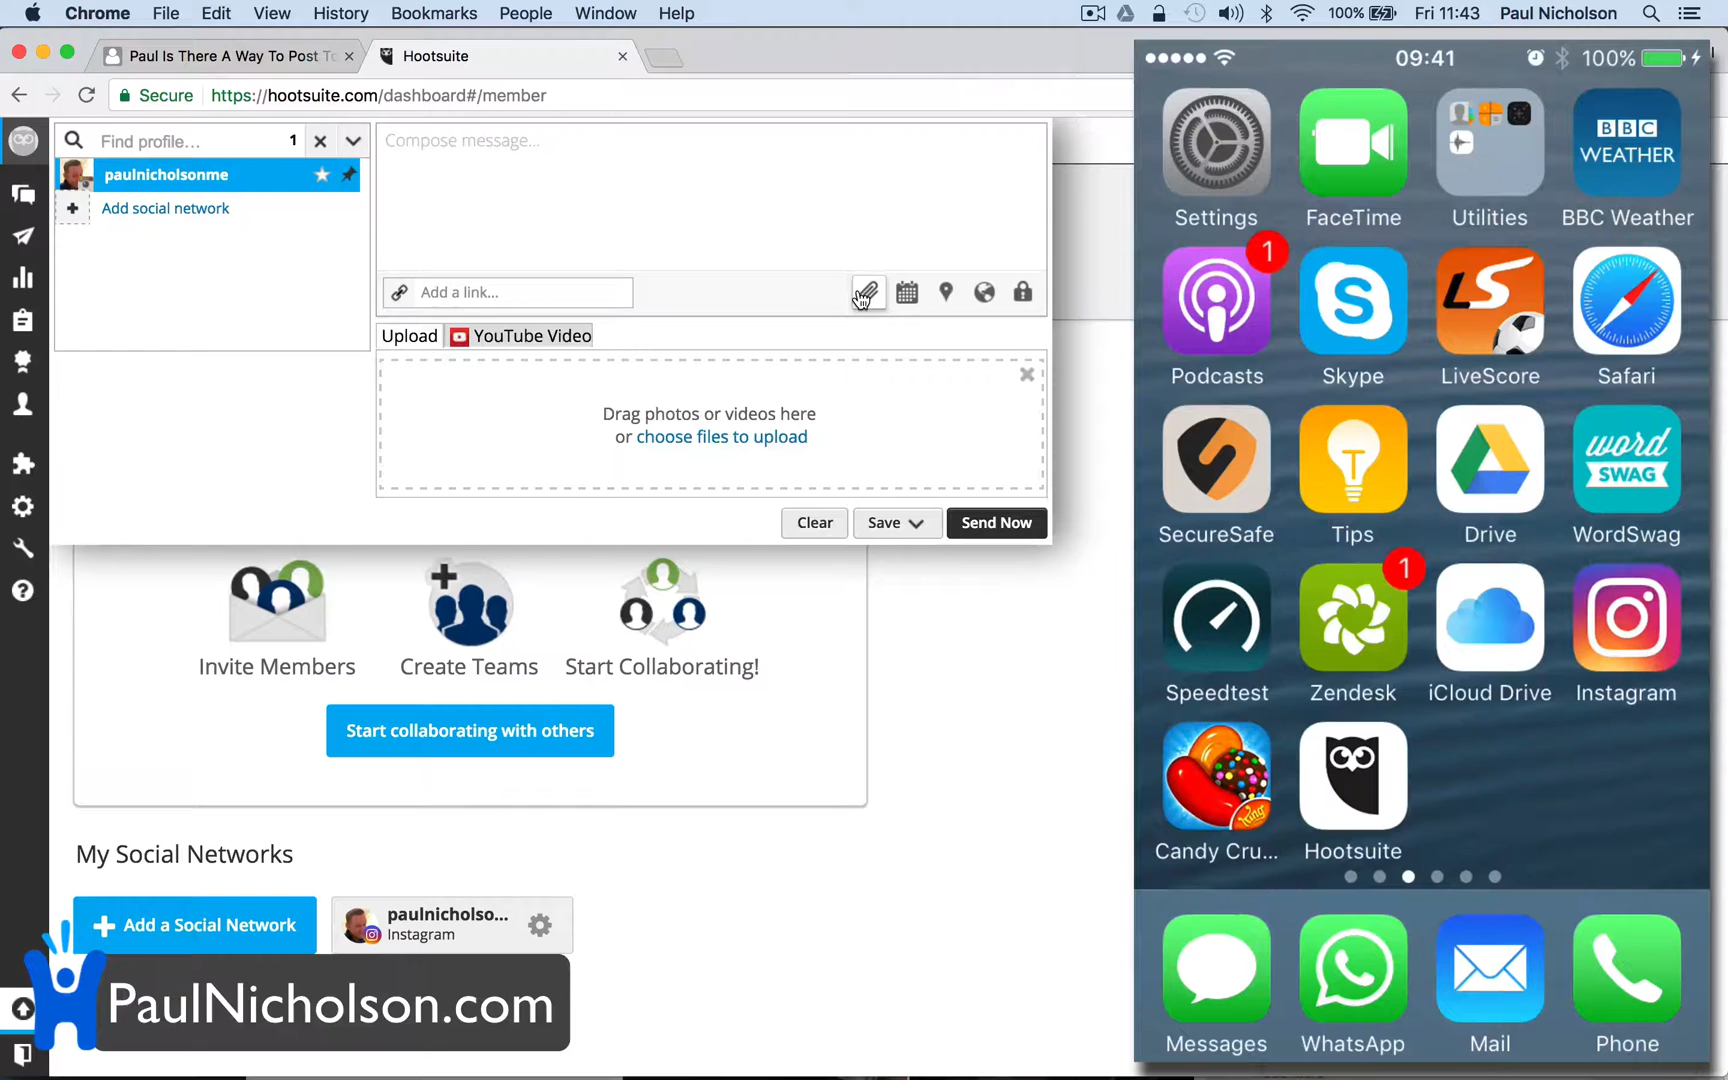 Chrome File Edit View History Bookmarks People Window Help 100% Fri 11:43 Paul Nicholson
Paul Is There A Way To Post To
Hootsuite
Secure https://hootsuite.com/dashboard#/member
Find profile... 1
paulnicholsonme
Add social network
Compose message...
Add a link...
Upload YouTube Video
Drag photos or videos here
or choose files to upload
Clear Save Send Now
Invite Members Create Teams Start Collaborating!
Start collaborating with others
My Social Networks
+ Add a Social Network
paulnicholso...
Instagram
PaulNicholson.com
09:41 100%
BBC
WEATHER
Settings FaceTime Utilities BBC Weather
1
LS
Podcasts Skype LiveScore Safari
word
SWAG
SecureSafe Tips Drive WordSwag
1
Speedtest Zendesk iCloud Drive Instagram
King
Candy Cru... Hootsuite
Messages WhatsApp Mail Phone